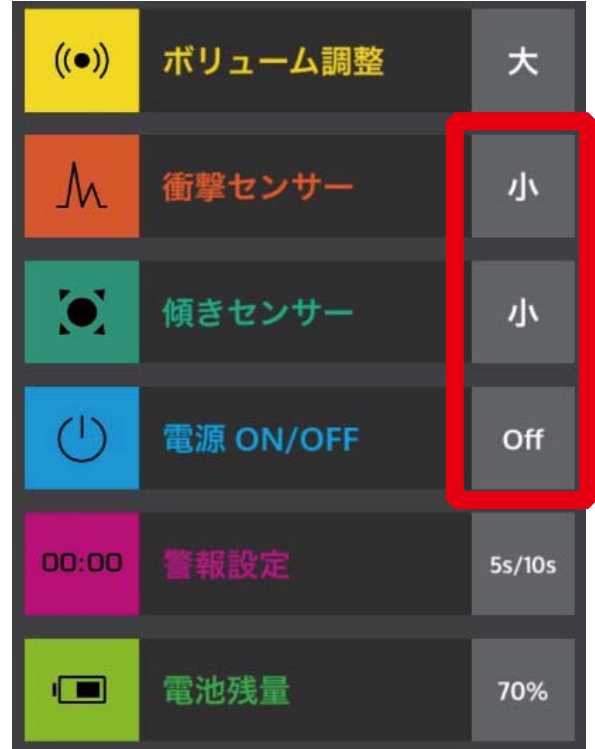 ボリューム調整 大
衝撃センサー 小
傾きセンサー 小
電源 ON/OFF Off
00:00 警報設定 5s/10s
電池残量 70%